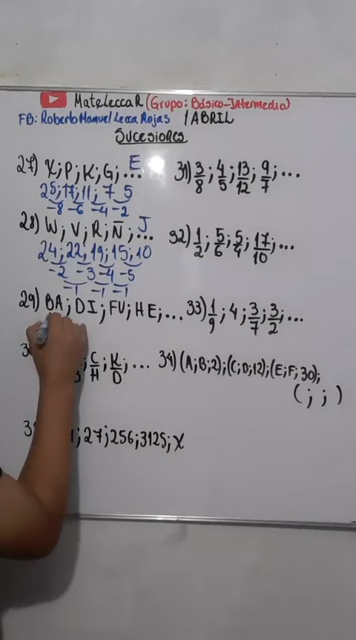 MateLeccaR (Grupo: Básico-Intermedio)
FB: Roberto Manuel Lecca Rojas / ABRIL
Sucesiones
27) X; P; K; G; ... E
25; 17; 11; 7; 5
-8 -6 -4 -2
28) W; V; R; Ñ; ... J
24; 22; 19; 15; 10
-2 -3 -4 -5
-1 -1 -1
29) BA; DI; FU; HE; ...
; C/H; K/D; ...
1; 27; 256; 3125; X
31) 3/8; 4/5; 13/12; 9/7; ...
32) 1/2; 5/6; 5/4; 17/10; ...
33) 1/9; 4; 3/7; 3/2; ...
34) (A; B; 2); (C; D; 12); (E; F; 30);
( ; ; )